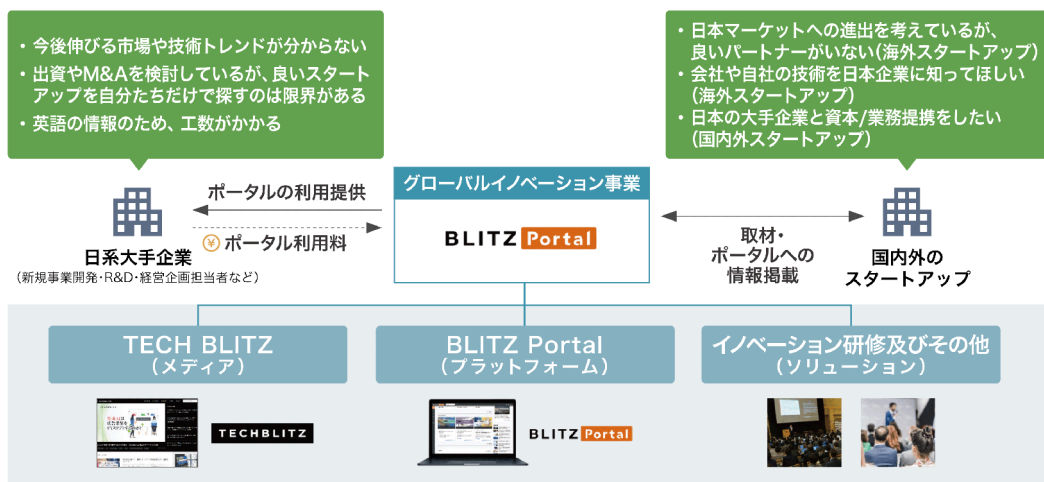 ・今後伸びる市場や技術トレンドが分からない
・出資やM&Aを検討しているが、良いスタート
アップを自分たちだけで探すのは限界がある
・英語の情報のため、工数がかかる
・日本マーケットへの進出を考えているが、
良いパートナーがいない(海外スタートアップ)
・会社や自社の技術を日本企業に知ってほしい
(海外スタートアップ)
・日本の大手企業と資本/業務提携をしたい
(国内外スタートアップ)
日系大手企業
(新規事業開発・R&D・経営企画担当者など)
ポータルの利用提供
¥ ポータル利用料
グローバルイノベーション事業
BLITZ Portal
取材・
ポータルへの
情報掲載
国内外の
スタートアップ
TECH BLITZ
(メディア)
BLITZ Portal
(プラットフォーム)
イノベーション研修及びその他
(ソリューション)
TECHBLITZ
BLITZ Portal